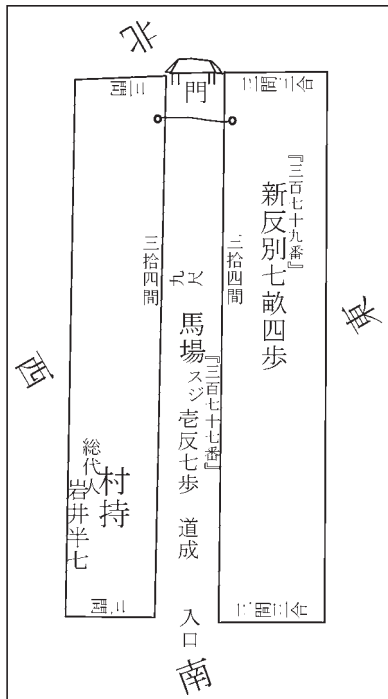 北
東
三間三合
『三百七十九番』
新反別七畝四歩
三間三合
三拾四間
門
『三百七十七番』
馬場スジ壱反七歩 道成 入口
九尺
三拾四間
三間
村持
総代人
岩井半七
三間
西
南